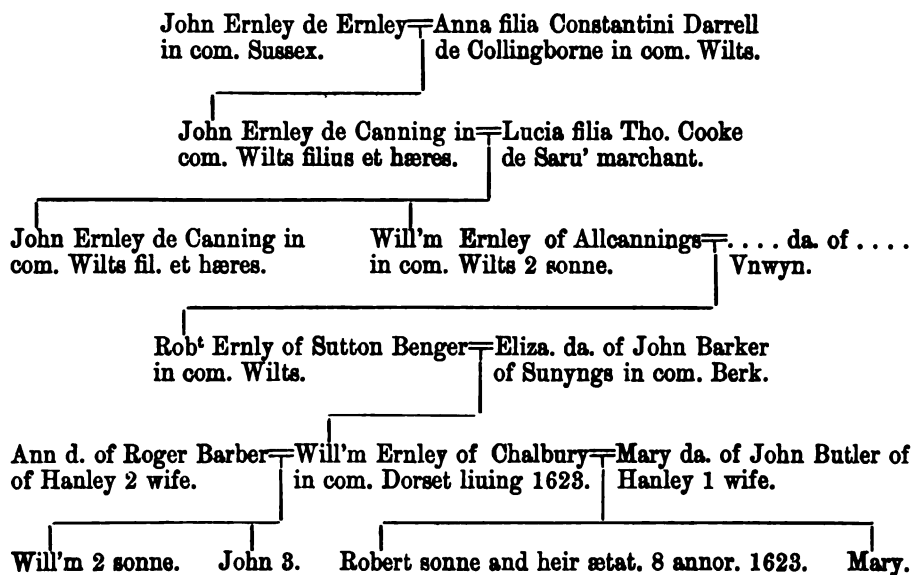 John Ernley de Ernley Anna filia Constantini Darrell
in com. Sussex. de Collingborne in com. Wilts.
John Ernley de Canning in Lucia filia Tho. Cooke
com. Wilts filius et hæres. de Saru' marchant.
John Ernley de Canning in Will'm Ernley of Allcannings . . . . da. of . . . .
com. Wilts fil. et hæres. in com. Wilts 2 sonne. Vnwyn.
Robᵗ Ernly of Sutton Benger Eliza. da. of John Barker
in com. Wilts. of Sunyngs in com. Berk.
Ann d. of Roger Barber Will'm Ernley of Chalbury Mary da. of John Butler of
of Hanley 2 wife. in com. Dorset liuing 1623. Hanley 1 wife.
Will'm 2 sonne. John 3. Robert sonne and heir ætat. 8 annor. 1623. Mary.